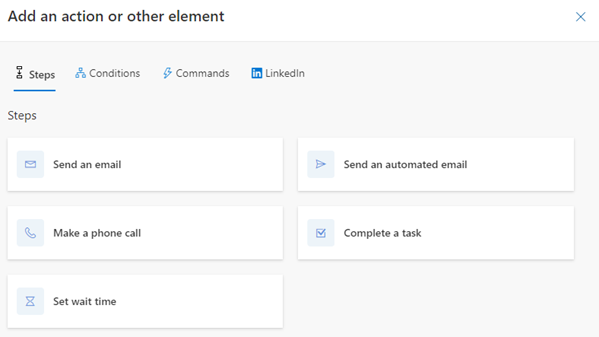 Add an action or other element
Steps Conditions Commands LinkedIn
Steps
Send an email Send an automated email
Make a phone call Complete a task
Set wait time